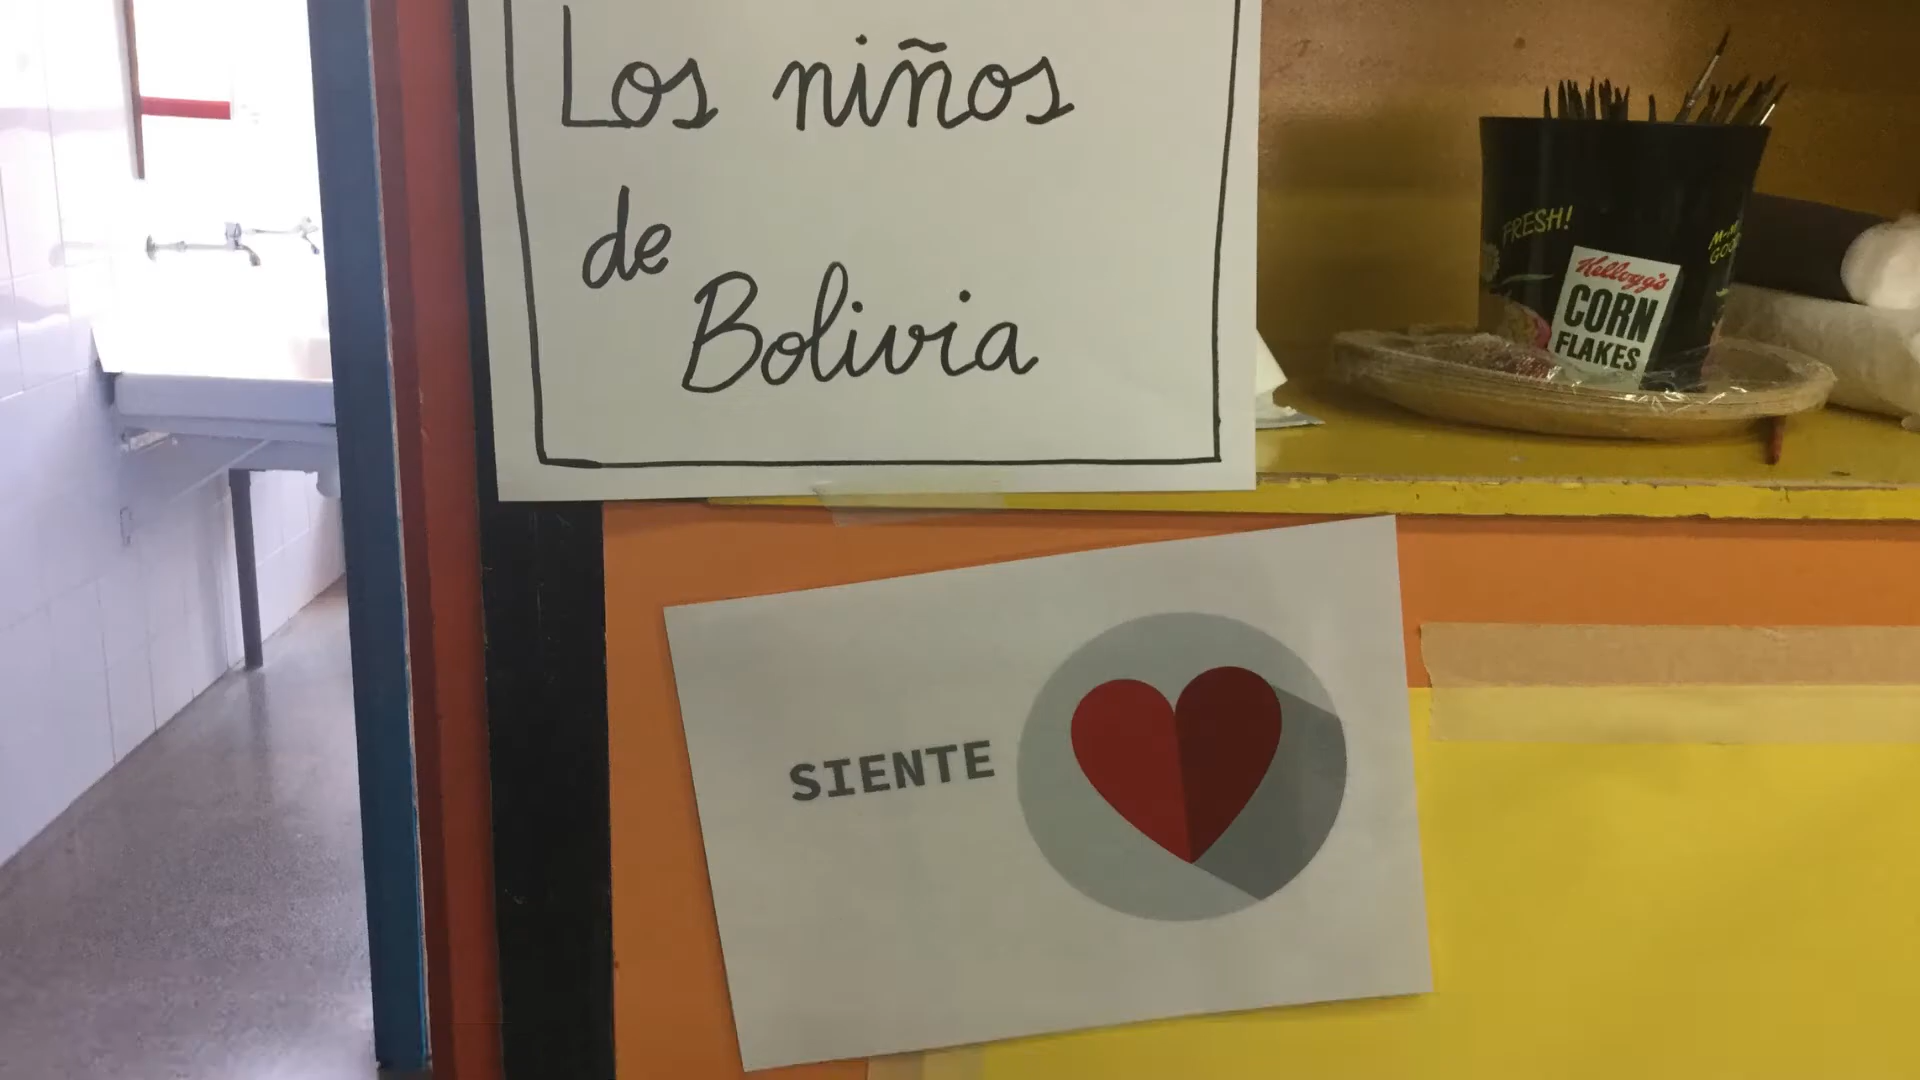 Los niños
de
Bolivia
FRESH!
Kellogg's
CORN
FLAKES
SIENTE